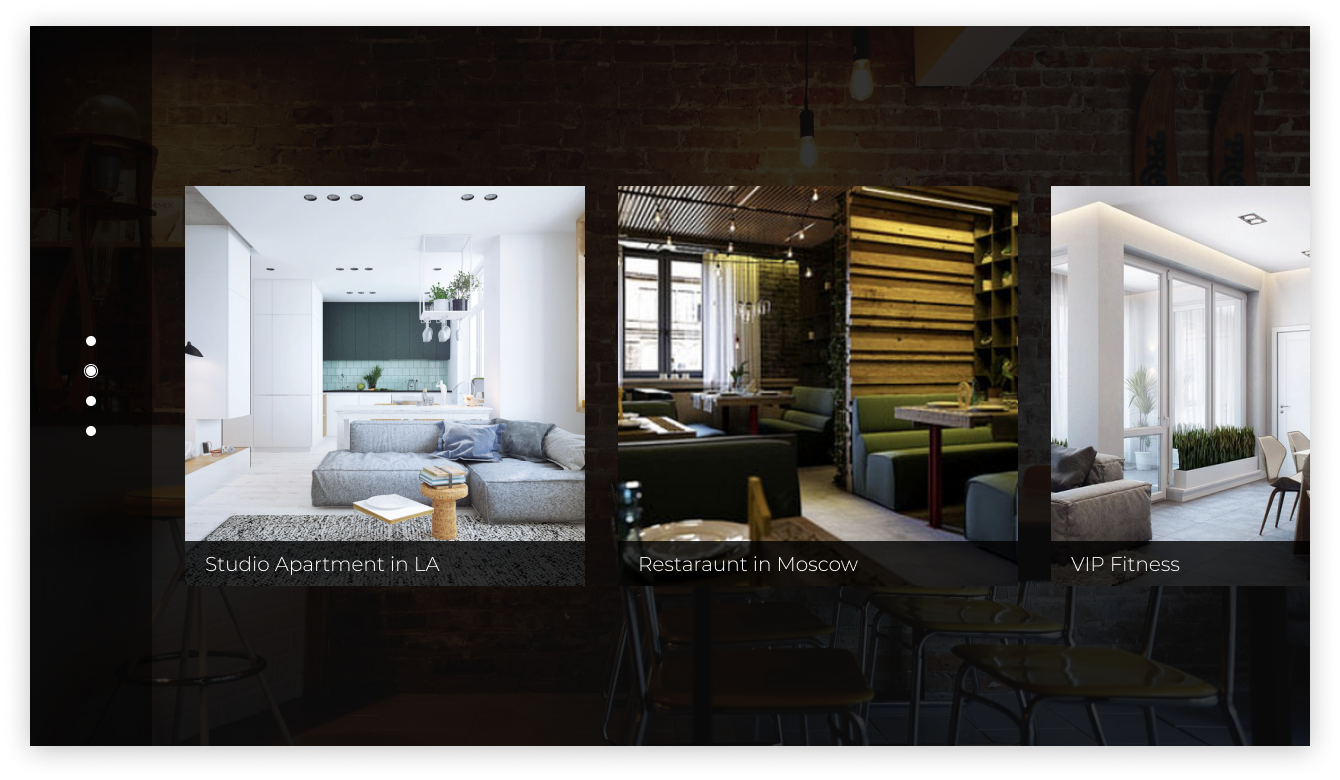 Studio Apartment in LA
Restaraunt in Moscow
VIP Fitness